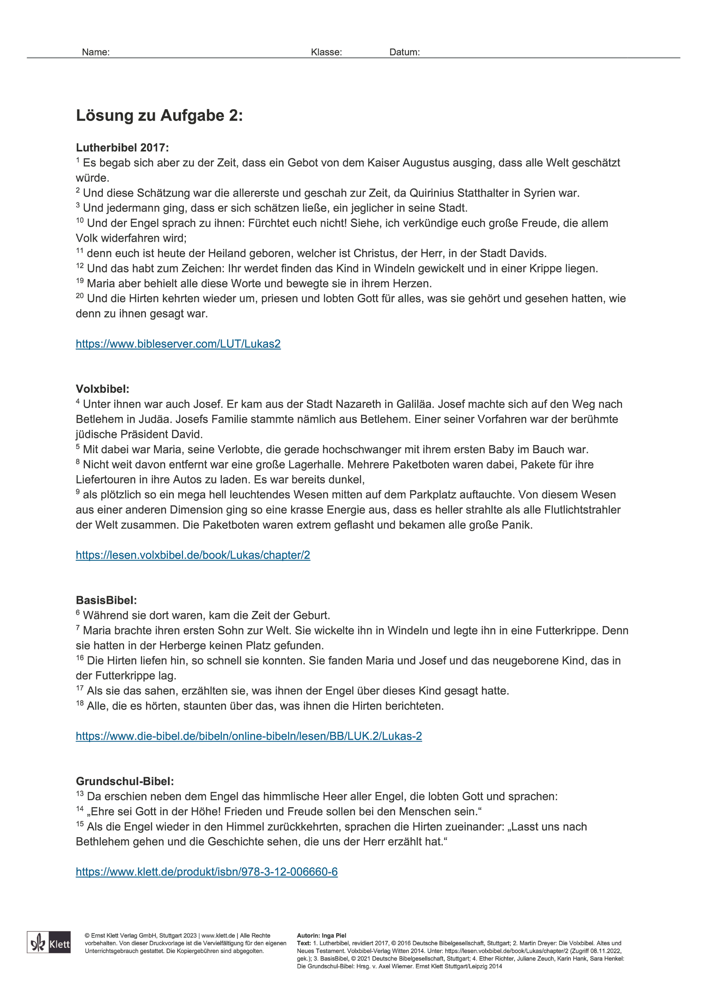 Name: Klasse: Datum:
Lösung zu Aufgabe 2:
Lutherbibel 2017:
1 Es begab sich aber zu der Zeit, dass ein Gebot von dem Kaiser Augustus ausging, dass alle Welt geschätzt
würde.
2 Und diese Schätzung war die allererste und geschah zur Zeit, da Quirinius Statthalter in Syrien war.
3 Und jedermann ging, dass er sich schätzen ließe, ein jeglicher in seine Stadt.
10 Und der Engel sprach zu ihnen: Fürchtet euch nicht! Siehe, ich verkündige euch große Freude, die allem
Volk widerfahren wird;
11 denn euch ist heute der Heiland geboren, welcher ist Christus, der Herr, in der Stadt Davids.
12 Und das habt zum Zeichen: Ihr werdet finden das Kind in Windeln gewickelt und in einer Krippe liegen.
19 Maria aber behielt alle diese Worte und bewegte sie in ihrem Herzen.
20 Und die Hirten kehrten wieder um, priesen und lobten Gott für alles, was sie gehört und gesehen hatten, wie
denn zu ihnen gesagt war.
https://www.bibleserver.com/LUT/Lukas2
Volxbibel:
4 Unter ihnen war auch Josef. Er kam aus der Stadt Nazareth in Galiläa. Josef machte sich auf den Weg nach
Betlehem in Judäa. Josefs Familie stammte nämlich aus Betlehem. Einer seiner Vorfahren war der berühmte
jüdische Präsident David.
5 Mit dabei war Maria, seine Verlobte, die gerade hochschwanger mit ihrem ersten Baby im Bauch war.
8 Nicht weit davon entfernt war eine große Lagerhalle. Mehrere Paketboten waren dabei, Pakete für ihre
Liefertouren in ihre Autos zu laden. Es war bereits dunkel,
9 als plötzlich so ein mega hell leuchtendes Wesen mitten auf dem Parkplatz auftauchte. Von diesem Wesen
aus einer anderen Dimension ging so eine krasse Energie aus, dass es heller strahlte als alle Flutlichtstrahler
der Welt zusammen. Die Paketboten waren extrem geflasht und bekamen alle große Panik.
https://lesen.volxbibel.de/book/Lukas/chapter/2
BasisBibel:
6 Während sie dort waren, kam die Zeit der Geburt.
7 Maria brachte ihren ersten Sohn zur Welt. Sie wickelte ihn in Windeln und legte ihn in eine Futterkrippe. Denn
sie hatten in der Herberge keinen Platz gefunden.
16 Die Hirten liefen hin, so schnell sie konnten. Sie fanden Maria und Josef und das neugeborene Kind, das in
der Futterkrippe lag.
17 Als sie das sahen, erzählten sie, was ihnen der Engel über dieses Kind gesagt hatte.
18 Alle, die es hörten, staunten über das, was ihnen die Hirten berichteten.
https://www.die-bibel.de/bibeln/online-bibeln/lesen/BB/LUK.2/Lukas-2
Grundschul-Bibel:
13 Da erschien neben dem Engel das himmlische Heer aller Engel, die lobten Gott und sprachen:
14 „Ehre sei Gott in der Höhe! Frieden und Freude sollen bei den Menschen sein.“
15 Als die Engel wieder in den Himmel zurückkehrten, sprachen die Hirten zueinander: „Lasst uns nach
Bethlehem gehen und die Geschichte sehen, die uns der Herr erzählt hat.“
https://www.klett.de/produkt/isbn/978-3-12-006660-6
Klett
© Ernst Klett Verlag GmbH, Stuttgart 2023 | www.klett.de | Alle Rechte
vorbehalten. Von dieser Druckvorlage ist die Vervielfältigung für den eigenen
Unterrichtsgebrauch gestattet. Die Kopiergebühren sind abgegolten.
Autorin: Inga Piel
Text: 1. Lutherbibel, revidiert 2017, © 2016 Deutsche Bibelgesellschaft, Stuttgart; 2. Martin Dreyer: Die Volxbibel. Altes und
Neues Testament. Volxbibel-Verlag Witten 2014. Unter: https://lesen.volxbibel.de/book/Lukas/chapter/2 (Zugriff 08.11.2022,
gek.); 3. BasisBibel, © 2021 Deutsche Bibelgesellschaft, Stuttgart; 4. Ether Richter, Juliane Zeuch, Karin Hank, Sara Henkel:
Die Grundschul-Bibel: Hrsg. v. Axel Wiemer. Ernst Klett Stuttgart/Leipzig 2014